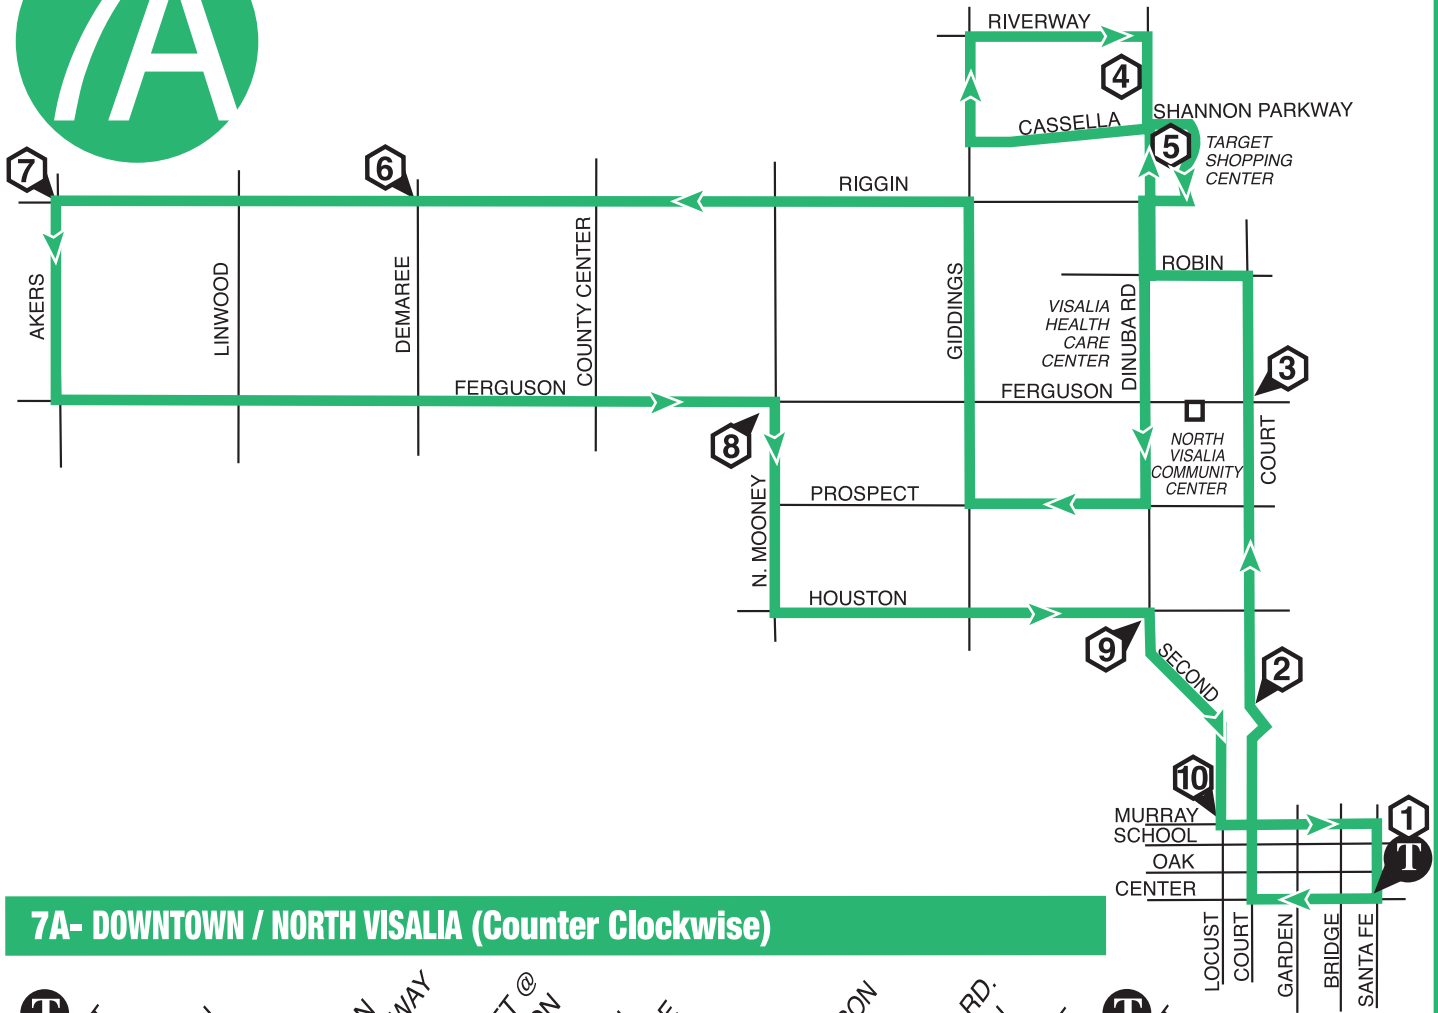 7A
RIVERWAY
4
CASSELLA
SHANNON PARKWAY
5
TARGET
SHOPPING
CENTER
7
6
RIGGIN
ROBIN
AKERS
LINWOOD
DEMAREE
COUNTY CENTER
GIDDINGS
VISALIA
HEALTH
CARE
CENTER
DINUBA RD
3
FERGUSON
FERGUSON
8
NORTH
VISALIA
COMMUNITY
CENTER
COURT
PROSPECT
N. MOONEY
HOUSTON
9
SECOND
2
10
MURRAY
SCHOOL
OAK
CENTER
1
T
LOCUST
COURT
GARDEN
BRIDGE
SANTA FE
7A- DOWNTOWN / NORTH VISALIA (Counter Clockwise)
T
T
RD.